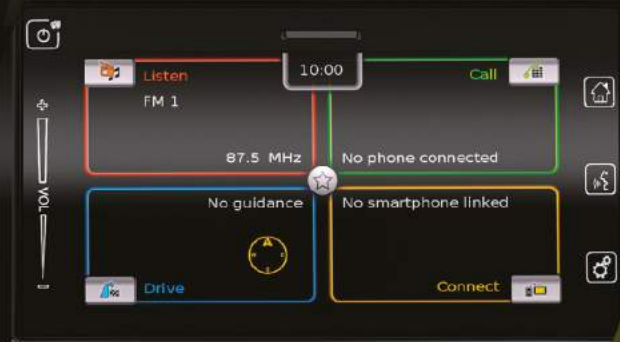 10:00
Listen
Call
FM 1
87.5 MHz
No phone connected
VOL
No guidance
No smartphone linked
Drive
Connect